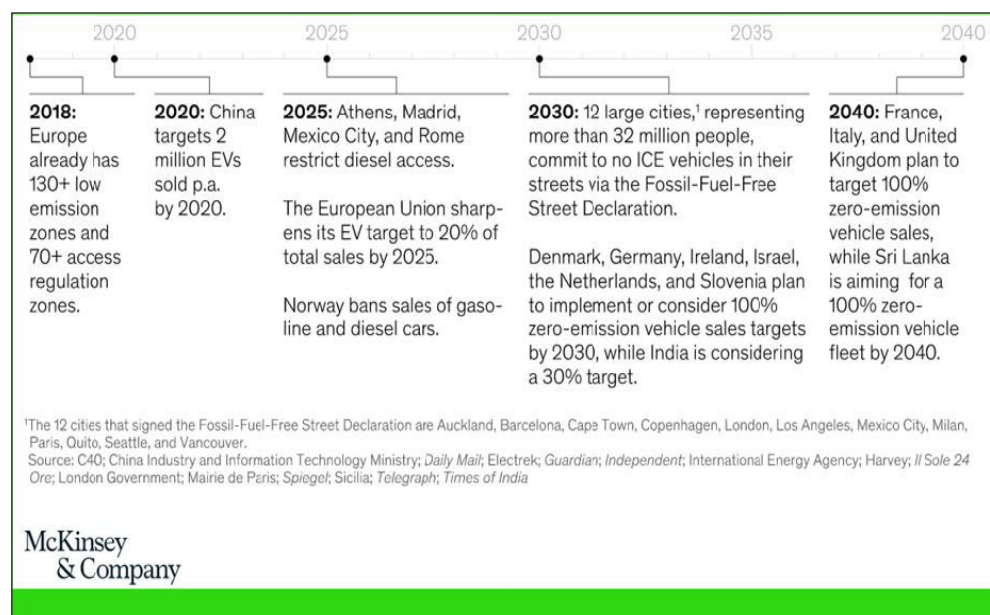 2020 2025 2030 2035 2040
2018:
Europe
already has
130+ low
emission
zones and
70+ access
regulation
zones.
2020: China
targets 2
million EVs
sold p.a.
by 2020.
2025: Athens, Madrid,
Mexico City, and Rome
restrict diesel access.
The European Union sharp-
ens its EV target to 20% of
total sales by 2025.
Norway bans sales of gaso-
line and diesel cars.
2030: 12 large cities,¹ representing
more than 32 million people,
commit to no ICE vehicles in their
streets via the Fossil-Fuel-Free
Street Declaration.
Denmark, Germany, Ireland, Israel,
the Netherlands, and Slovenia plan
to implement or consider 100%
zero-emission vehicle sales targets
by 2030, while India is considering
a 30% target.
2040: France,
Italy, and United
Kingdom plan to
target 100%
zero-emission
vehicle sales,
while Sri Lanka
is aiming for a
100% zero-
emission vehicle
fleet by 2040.
¹The 12 cities that signed the Fossil-Fuel-Free Street Declaration are Auckland, Barcelona, Cape Town, Copenhagen, London, Los Angeles, Mexico City, Milan,
Paris, Quito, Seattle, and Vancouver.
Source: C40; China Industry and Information Technology Ministry; Daily Mail; Electrek; Guardian; Independent; International Energy Agency; Harvey; Il Sole 24
Ore; London Government; Mairie de Paris; Spiegel; Sicilia; Telegraph; Times of India
McKinsey
& Company